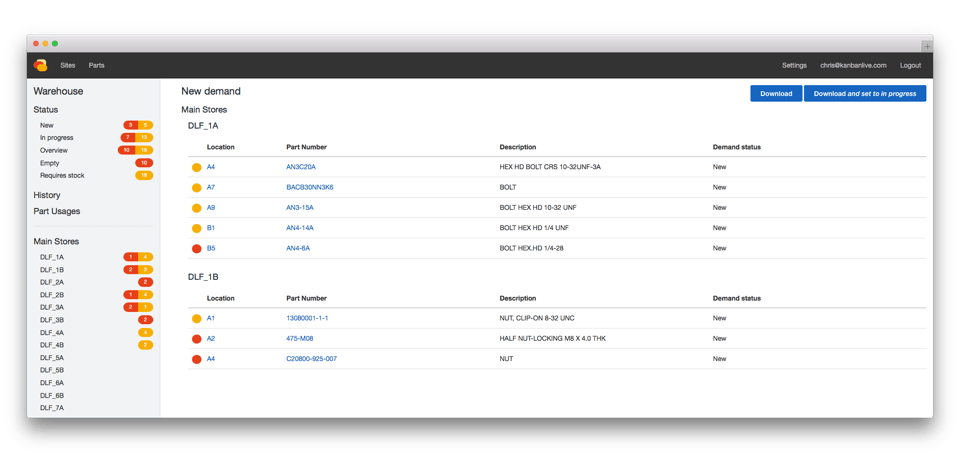 +
Sites Parts Settings chris@kanbanlive.com Logout
Warehouse
Status
New 3
In progress 7 12
Overview 10
Empty 10
Requires stock
History
Part Usages
Main Stores
DLF_1A 1 4
DLF_1B 2
DLF_2A 2
DLF_2B 1 4
DLF_3A 2 1
DLF_3B 2
DLF_4A 4
DLF_4B 2
DLF_5A
DLF_5B
DLF_6A
DLF_6B
DLF_7A
New demand Download Download and set to in progress
Main Stores
DLF_1A
Location Part Number Description Demand status
A4 AN3C20A HEX HD BOLT CRS 10-32UNF-3A New
A7 BACB30NN3K6 BOLT New
A9 AN3-15A BOLT HEX HD 10-32 UNF New
B1 AN4-14A BOLT HEX HD 1/4 UNF New
B5 AN4-6A BOLT HEX.HD 1/4-28 New
DLF_1B
Location Part Number Description Demand status
A1 13080001-1-1 NUT, CLIP-ON 8-32 UNC New
A2 475-M08 HALF NUT-LOCKING M8 X 4.0 THK New
A4 C20800-925-007 NUT New